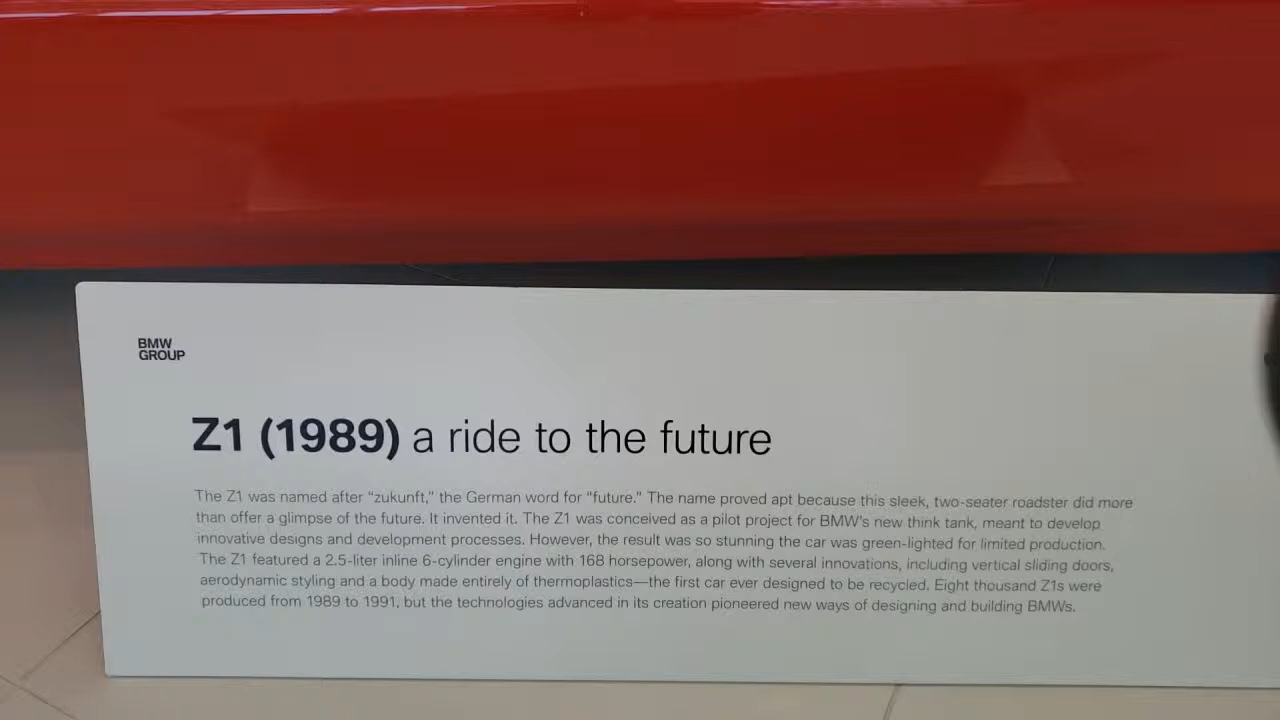 BMW
GROUP
Z1 (1989) a ride to the future
The Z1 was named after “zukunft,” the German word for “future.” The name proved apt because this sleek, two-seater roadster did more
than offer a glimpse of the future. It invented it. The Z1 was conceived as a pilot project for BMW’s new think tank, meant to develop
innovative designs and development processes. However, the result was so stunning the car was green-lighted for limited production.
The Z1 featured a 2.5-liter inline 6-cylinder engine with 168 horsepower, along with several innovations, including vertical sliding doors,
aerodynamic styling and a body made entirely of thermoplastics—the first car ever designed to be recycled. Eight thousand Z1s were
produced from 1989 to 1991, but the technologies advanced in its creation pioneered new ways of designing and building BMWs.